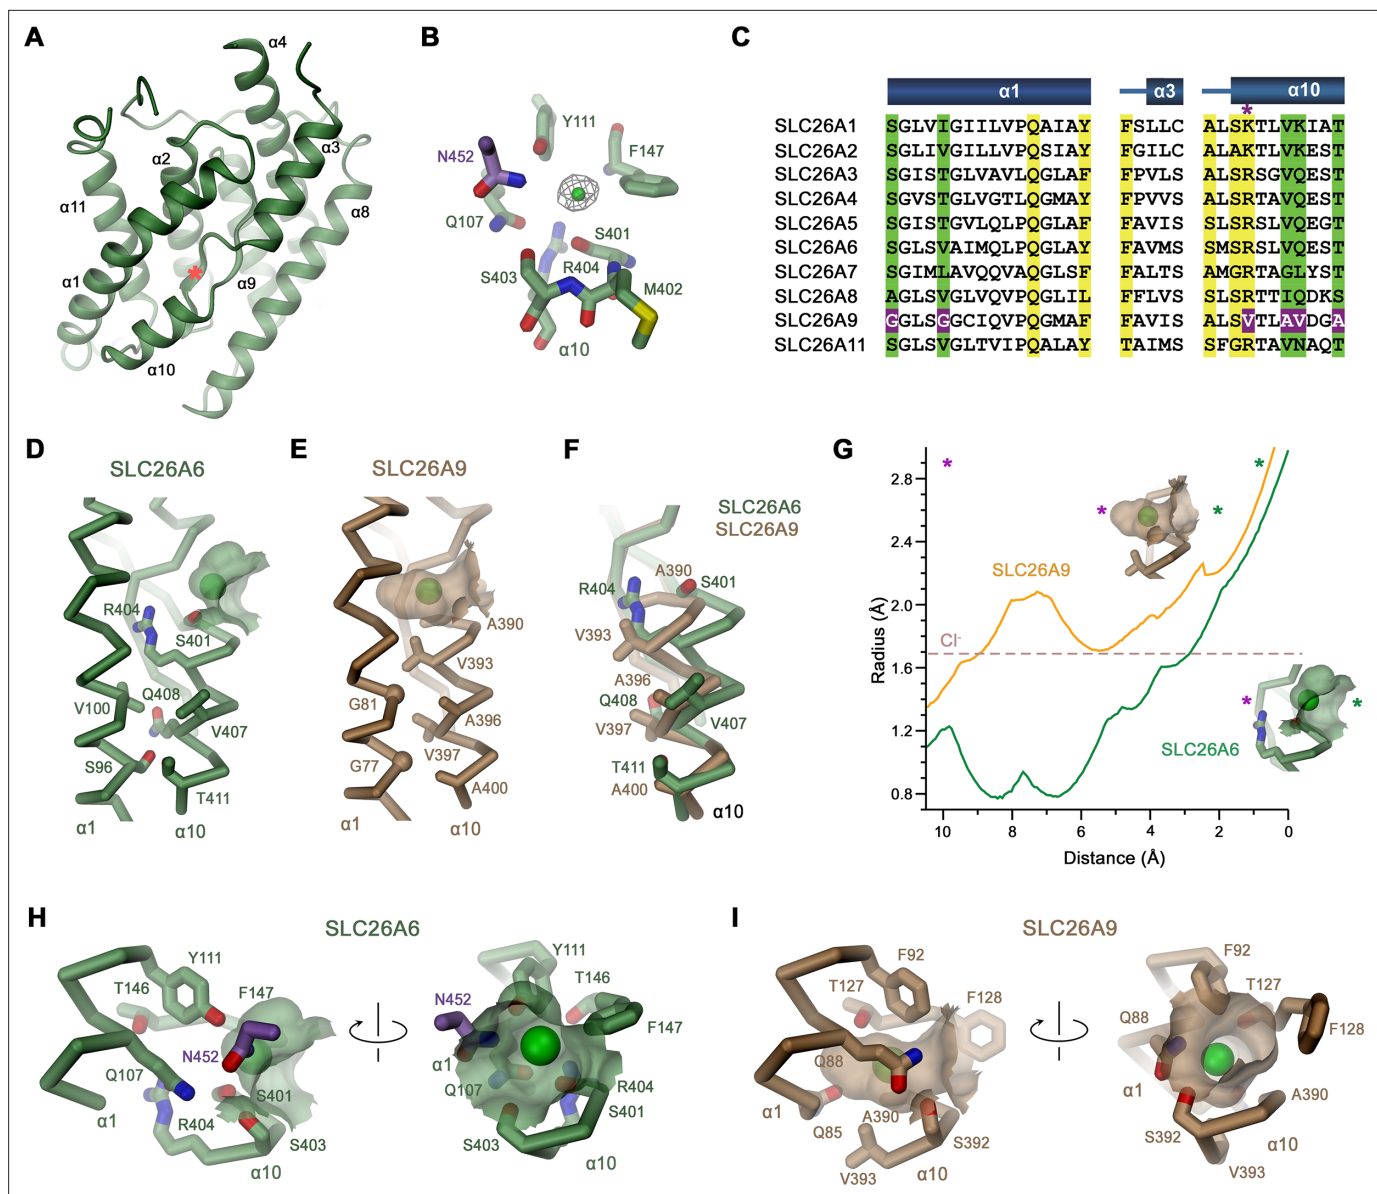 A
α4
α3
α2
α11
α8
α1
*
α9
α10
B
Y111
N452
F147
Q107
S401
S403
R404
M402
α10
C
α1
α3
α10
*
SLC26A1 SGLVIGIILVPQAIAY FSLLC ALSKTLVKIAT
SLC26A2 SGLIVGILLVPQSIAY FGILC ALAKTLVKEST
SLC26A3 SGISTGLVAVLQGLAF FPVLS ASSRSGVQEST
SLC26A4 SGVSTGLVGTLQGMAY FPVVS ALSRTAVQEST
SLC26A5 SGISTGVLQLPQGLAF FAVIS SLSRSLVQEGT
SLC26A6 SGLSVAIMQLPQGLAY FAVMS SMSRSLVQEST
SLC26A7 SGIMLAVQQVAQGLSF FALTS AMGRTAGLYST
SLC26A8 AGLSVGLVQVPQGLIL FFLVS SLSRTTIQDKS
SLC26A9 GGLSGGCIQVPQGMAF FAVIS ALSVTLAVDGA
SLC26A11 SGLSVGLTVIPQALAY TAIMS SFGRTAVNAQT
D
SLC26A6
R404
S401
Q408
V100
V407
S96
T411
α1
α10
E
SLC26A9
A390
V393
G81
A396
V397
G77
A400
α1
α10
F
SLC26A6
SLC26A9
A390
R404
S401
V393
A396
Q408
V407
V397
T411
A400
α10
G
* *
* *
2.8
2.4
2.0
1.6
1.2
0.8
Radius (Å)
SLC26A9
Cl-
* *
SLC26A6
10 8 6 4 2 0
Distance (Å)
H
SLC26A6
Y111
T146
F147
N452
Q107
S401
R404
S403
α1
α10
Y111
T146
N452
F147
α1
Q107
R404
S401
S403
α10
I
SLC26A9
F92
T127
F128
Q88
α1
A390
Q85
S392
V393
α10
F92
T127
Q88
F128
α1
A390
S392
α10
V393